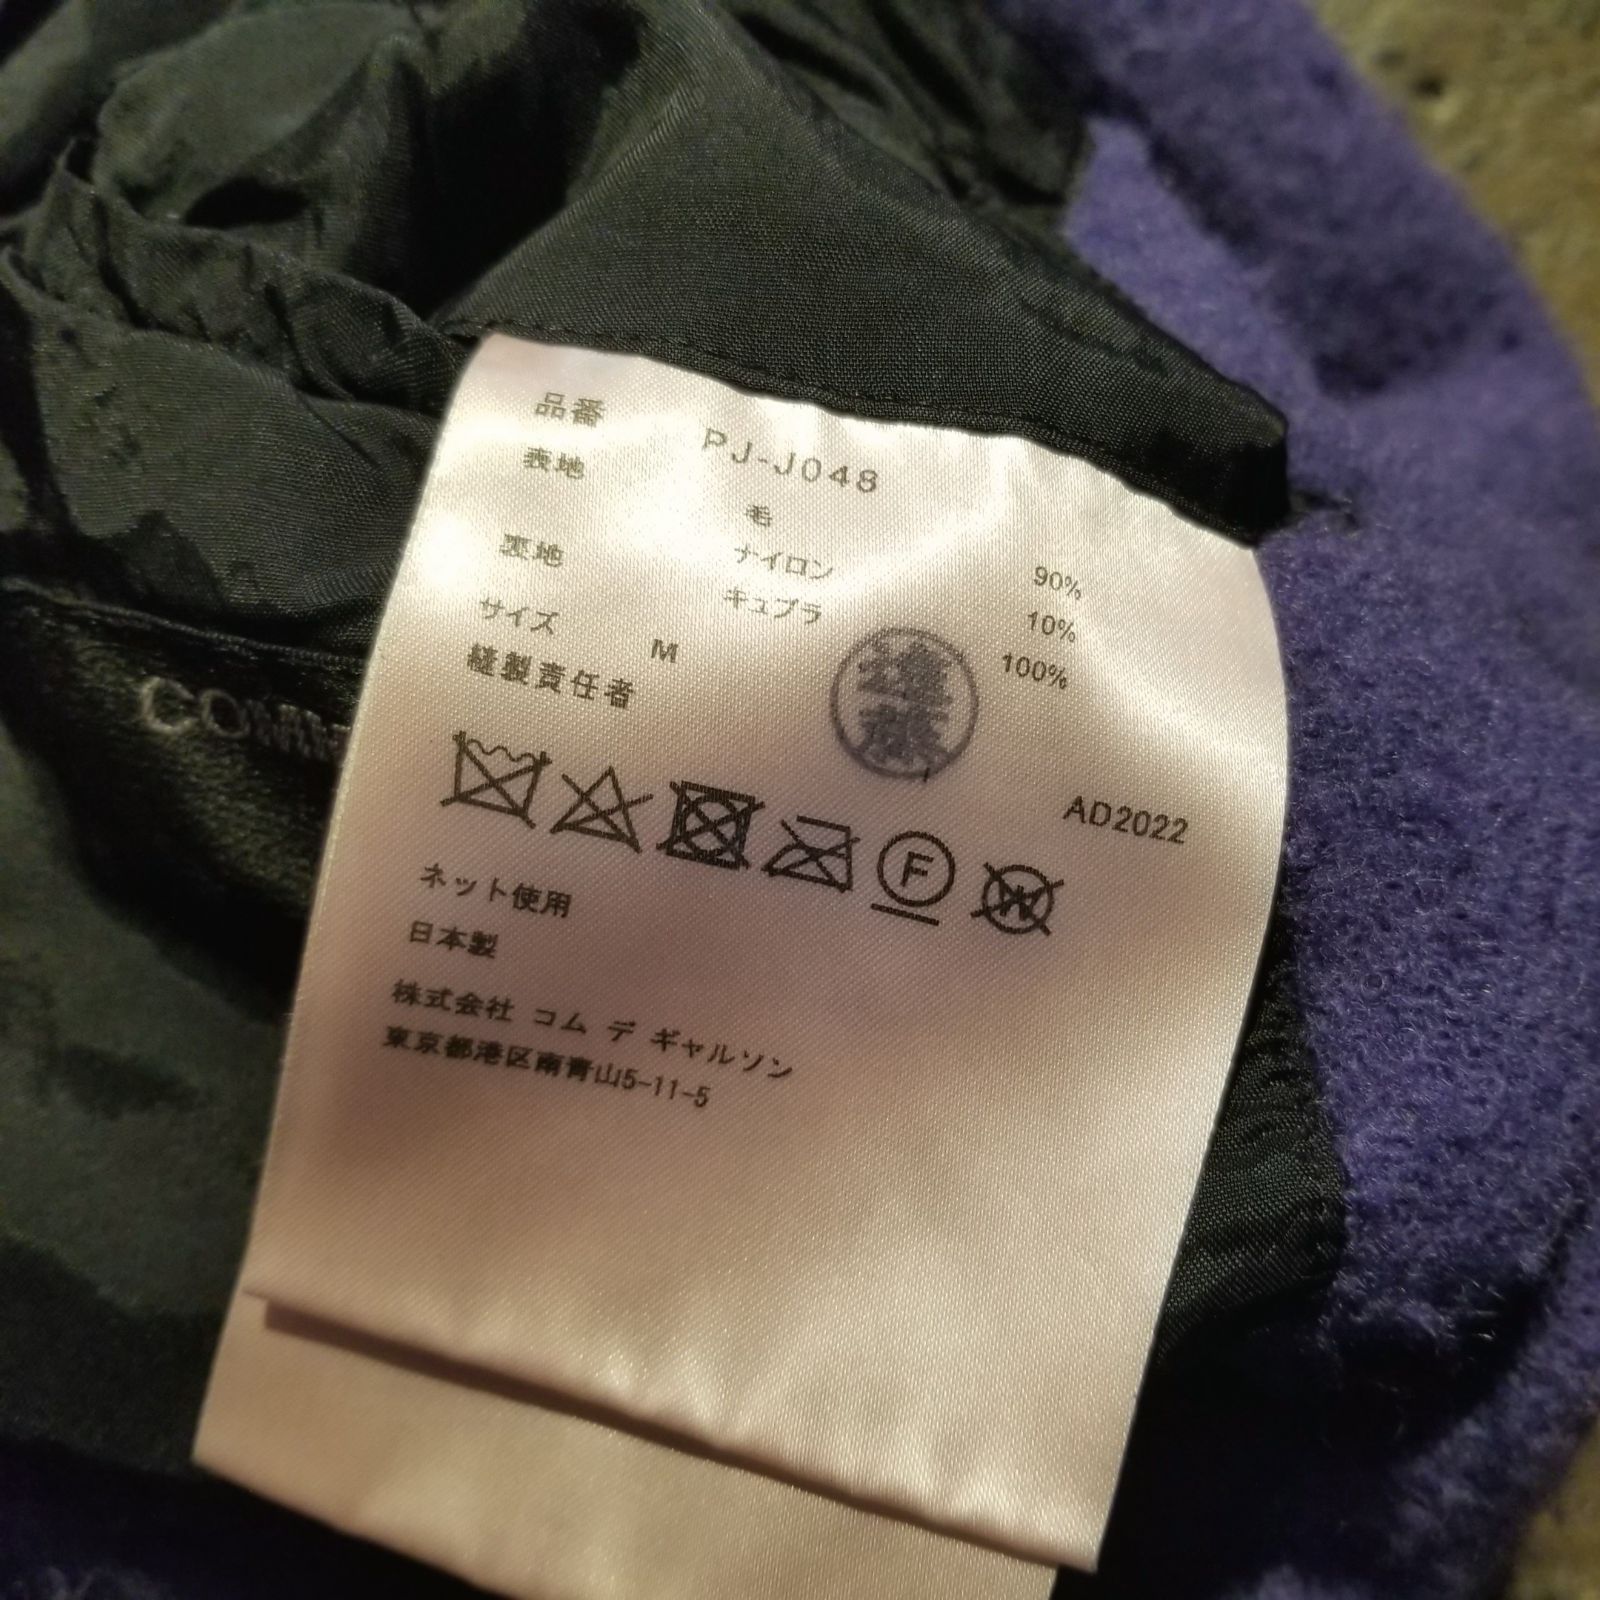 品番 PJ-J048
表地 毛 90%
ナイロン 10%
裏地 キュプラ 100%
サイズ M
縫製責任者 遠藤
AD2022
F W
ネット使用
日本製
株式会社 コム デ ギャルソン
東京都港区南青山5-11-5
COMM